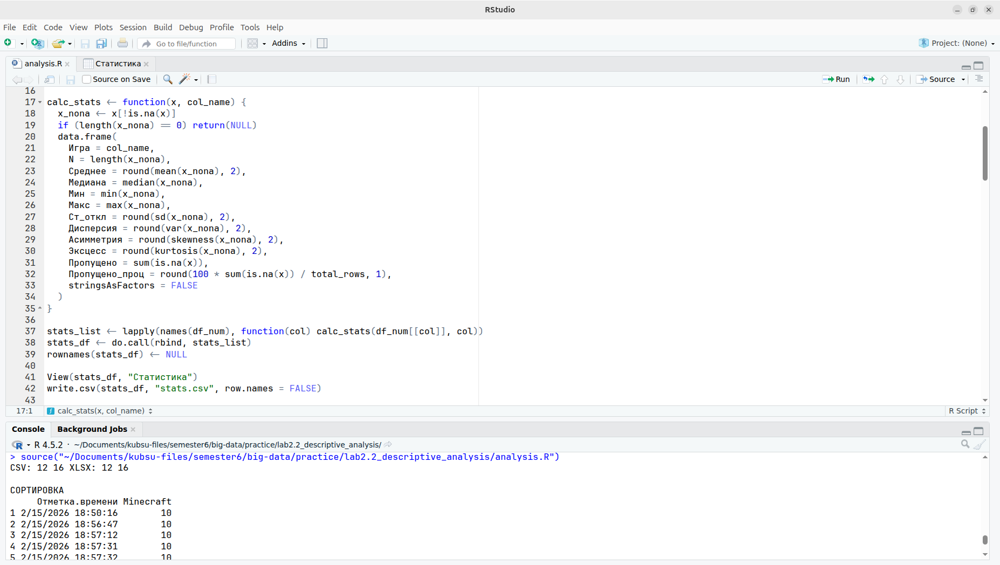 RStudio
File Edit Code View Plots Session Build Debug Profile Tools Help
Go to file/function Addins Project: (None)
analysis.R Статистика
Source on Save Run Source
16
17 calc_stats <- function(x, col_name) {
18 x_nona <- x[!is.na(x)]
19 if (length(x_nona) == 0) return(NULL)
20 data.frame(
21 Игра = col_name,
22 N = length(x_nona),
23 Среднее = round(mean(x_nona), 2),
24 Медиана = median(x_nona),
25 Мин = min(x_nona),
26 Макс = max(x_nona),
27 Ст_откл = round(sd(x_nona), 2),
28 Дисперсия = round(var(x_nona), 2),
29 Асимметрия = round(skewness(x_nona), 2),
30 Эксцесс = round(kurtosis(x_nona), 2),
31 Пропущено = sum(is.na(x)),
32 Пропущено_проц = round(100 * sum(is.na(x)) / total_rows, 1),
33 stringsAsFactors = FALSE
34 )
35 }
36
37 stats_list <- lapply(names(df_num), function(col) calc_stats(df_num[[col]], col))
38 stats_df <- do.call(rbind, stats_list)
39 rownames(stats_df) <- NULL
40
41 View(stats_df, "Статистика")
42 write.csv(stats_df, "stats.csv", row.names = FALSE)
43
17:1 calc_stats(x, col_name) R Script
Console Background Jobs
R 4.5.2 · ~/Documents/kubsu-files/semester6/big-data/practice/lab2.2_descriptive_analysis/
> source("~/Documents/kubsu-files/semester6/big-data/practice/lab2.2_descriptive_analysis/analysis.R")
CSV: 12 16 XLSX: 12 16
СОРТИРОВКА
Отметка.времени Minecraft
1 2/15/2026 18:50:16 10
2 2/15/2026 18:56:47 10
3 2/15/2026 18:57:12 10
4 2/15/2026 18:57:31 10
5 2/15/2026 18:57:32 10